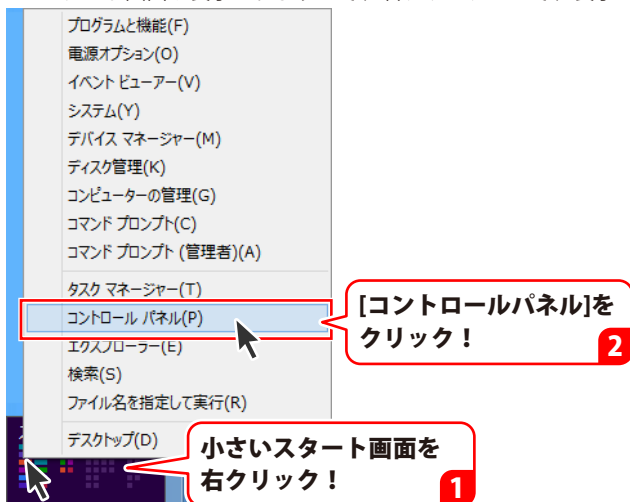 プログラムと機能(F)
電源オプション(O)
イベント ビューアー(V)
システム(Y)
デバイス マネージャー(M)
ディスク管理(K)
コンピューターの管理(G)
コマンド プロンプト(C)
コマンド プロンプト (管理者)(A)
タスク マネージャー(T)
コントロール パネル(P)
エクスプローラー(E)
検索(S)
ファイル名を指定して実行(R)
デスクトップ(D)
[コントロールパネル]を
クリック！
2
小さいスタート画面を
右クリック！
1